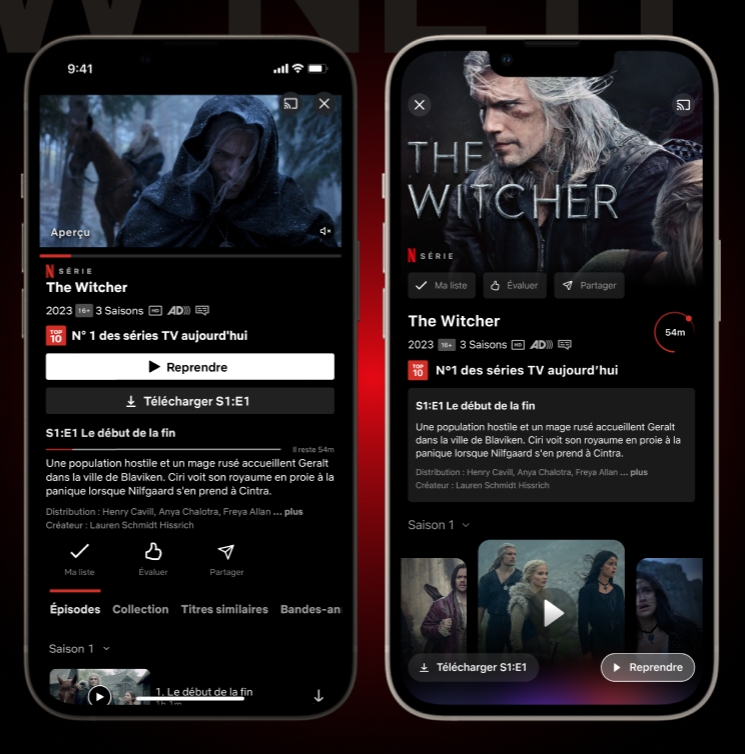 W NETF
9:41
Aperçu
N SÉRIE
The Witcher
2023 16+ 3 Saisons HD AD)))
TOP 10 N° 1 des séries TV aujourd'hui
Reprendre
Télécharger S1:E1
S1:E1 Le début de la fin
Il reste 54m
Une population hostile et un mage rusé accueillent Geralt
dans la ville de Blaviken. Ciri voit son royaume en proie à la
panique lorsque Nilfgaard s'en prend à Cintra.
Distribution : Henry Cavill, Anya Chalotra, Freya Allan ... plus
Créateur : Lauren Schmidt Hissrich
Ma liste Évaluer Partager
Épisodes Collection Titres similaires Bandes-an
Saison 1
1. Le début de la fin
1h 1m
THE
WITCHER
N SÉRIE
Ma liste Évaluer Partager
The Witcher
54m
2023 16+ 3 Saisons HD AD)))
TOP 10 N°1 des séries TV aujourd'hui
S1:E1 Le début de la fin
Une population hostile et un mage rusé accueillent Geralt
dans la ville de Blaviken. Ciri voit son royaume en proie à la
panique lorsque Nilfgaard s'en prend à Cintra.
Distribution : Henry Cavill, Anya Chalotra, Freya Allan ... plus
Créateur : Lauren Schmidt Hissrich
Saison 1
Télécharger S1:E1 Reprendre